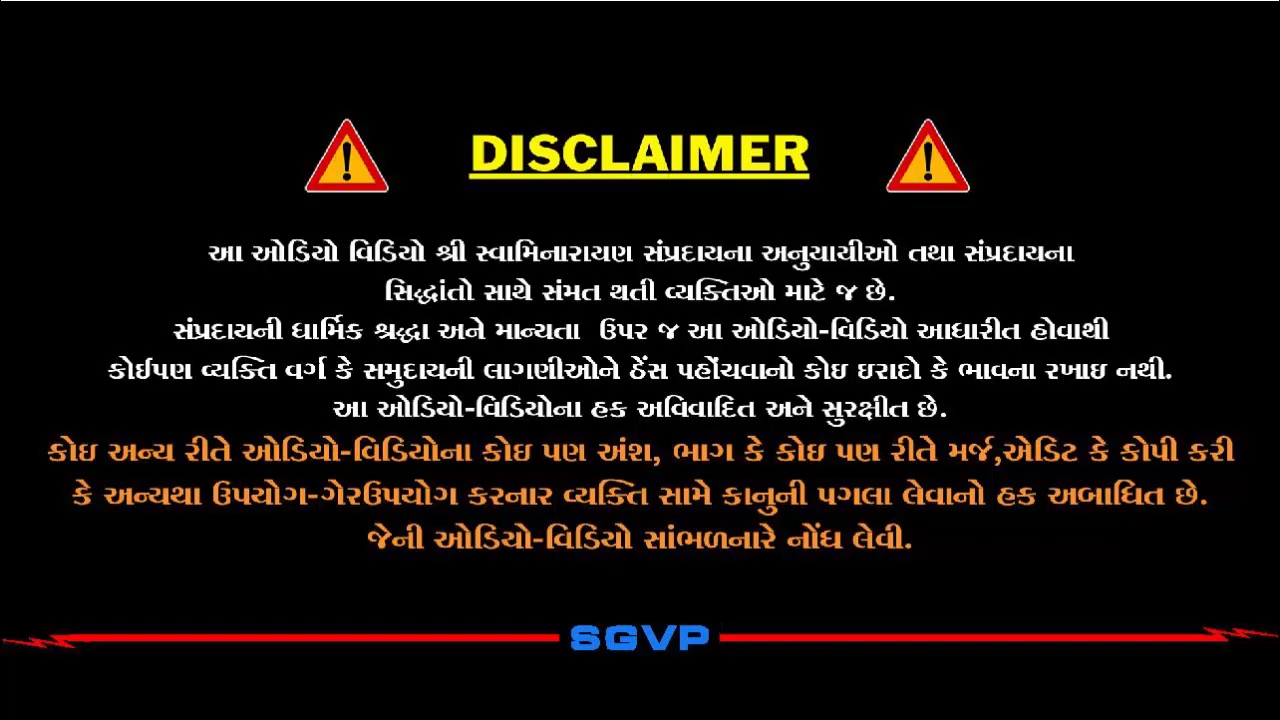 DISCLAIMER
આ ઓડિયો વિડિયો શ્રી સ્વામિનારાયણ સંપ્રદાયના અનુયાયીઓ તથા સંપ્રદાયના
સિદ્ધાંતો સાથે સંમત થતી વ્યક્તિઓ માટે જ છે.
સંપ્રદાયની ધાર્મિક શ્રદ્ધા અને માન્યતા ઉપર જ આ ઓડિયો-વિડિયો આધારીત હોવાથી
કોઈપણ વ્યક્તિ વર્ગ કે સમુદાયની લાગણીઓને ઠેંસ પહોંચવાનો કોઇ ઇરાદો કે ભાવના રખાઇ નથી.
આ ઓડિયો-વિડિયોના હક અવિવાદિત અને સુરક્ષીત છે.
કોઇ અન્ય રીતે ઓડિયો-વિડિયોના કોઇ પણ અંશ, ભાગ કે કોઇ પણ રીતે મર્જ,એડિટ કે કોપી કરી
કે અન્યથા ઉપયોગ-ગેરઉપયોગ કરનાર વ્યક્તિ સામે કાનુની પગલા લેવાનો હક અબાધિત છે.
જેની ઓડિયો-વિડિયો સાંભળનારે નોંધ લેવી.
SGVP